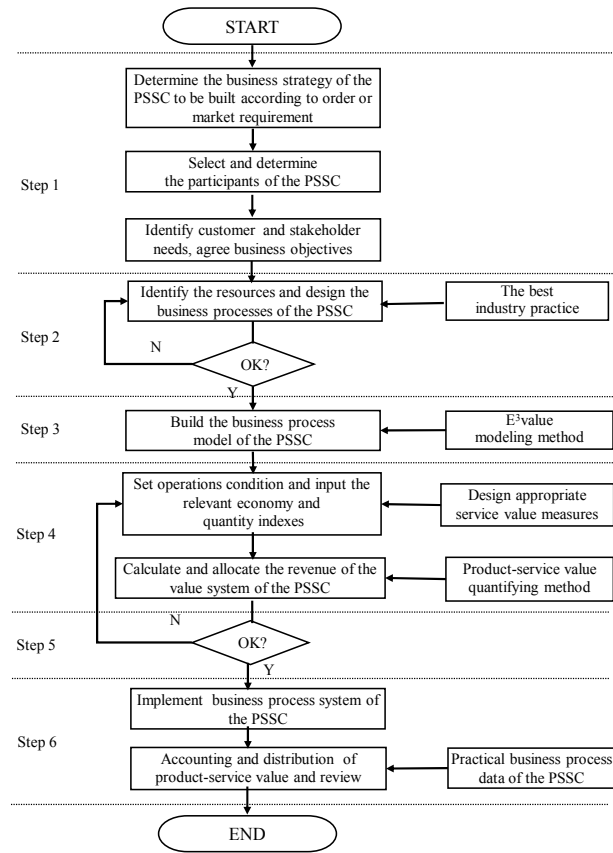 START
Determine the business strategy of the
PSSC to be built according to order or
market requirement
Step 1
Select and determine
the participants of the PSSC
Identify customer and stakeholder
needs, agree business objectives
Step 2
Identify the resources and design the
business processes of the PSSC
The best
industry practice
N
OK?
Y
Step 3
Build the business process
model of the PSSC
E³value
modeling method
Step 4
Set operations condition and input the
relevant economy and
quantity indexes
Design appropriate
service value measures
Calculate and allocate the revenue of the
value system of the PSSC
Product-service value
quantifying method
N
Step 5
OK?
Y
Step 6
Implement business process system of
the PSSC
Accounting and distribution of
product-service value and review
Practical business process
data of the PSSC
END